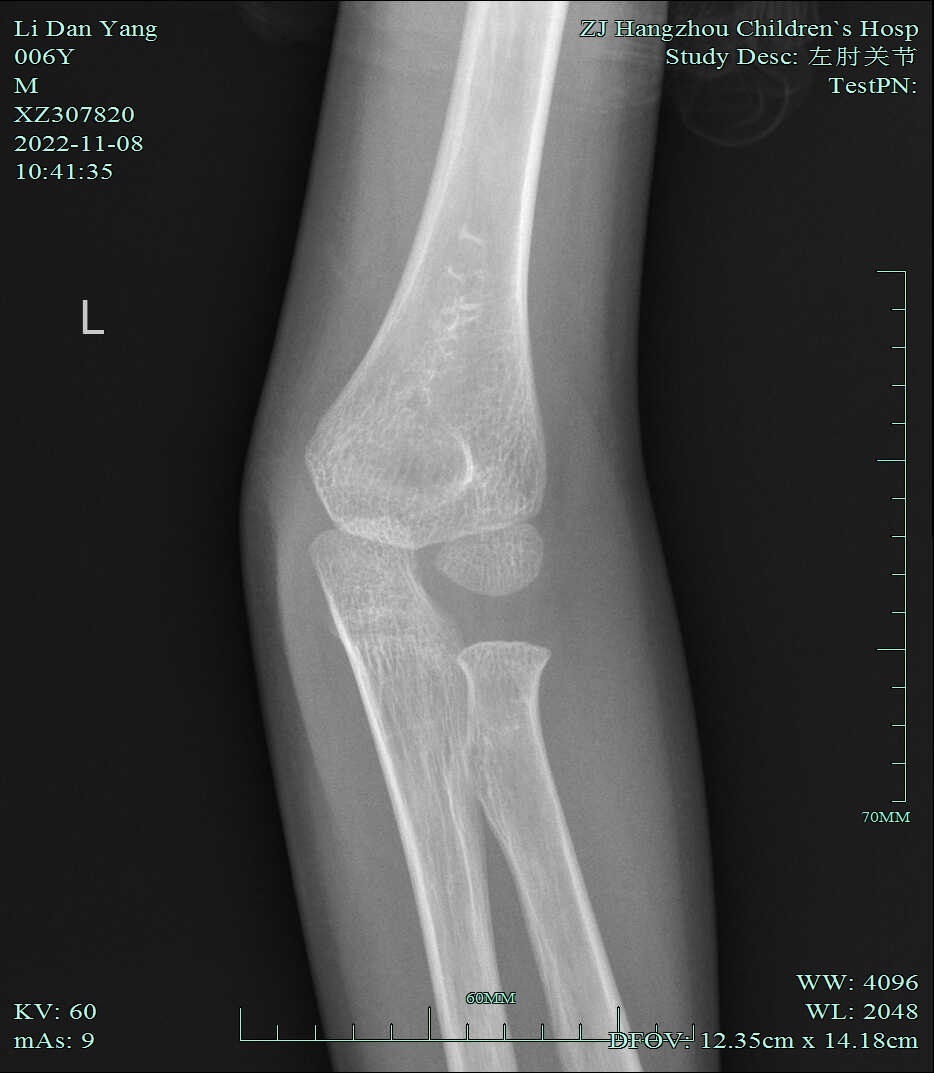 Li Dan Yang
006Y
M
XZ307820
2022-11-08
10:41:35
ZJ Hangzhou Children`s Hosp
Study Desc: 左肘关节
TestPN:
L
70MM
60MM
KV: 60
mAs: 9
WW: 4096
WL: 2048
DFOV: 12.35cm x 14.18cm